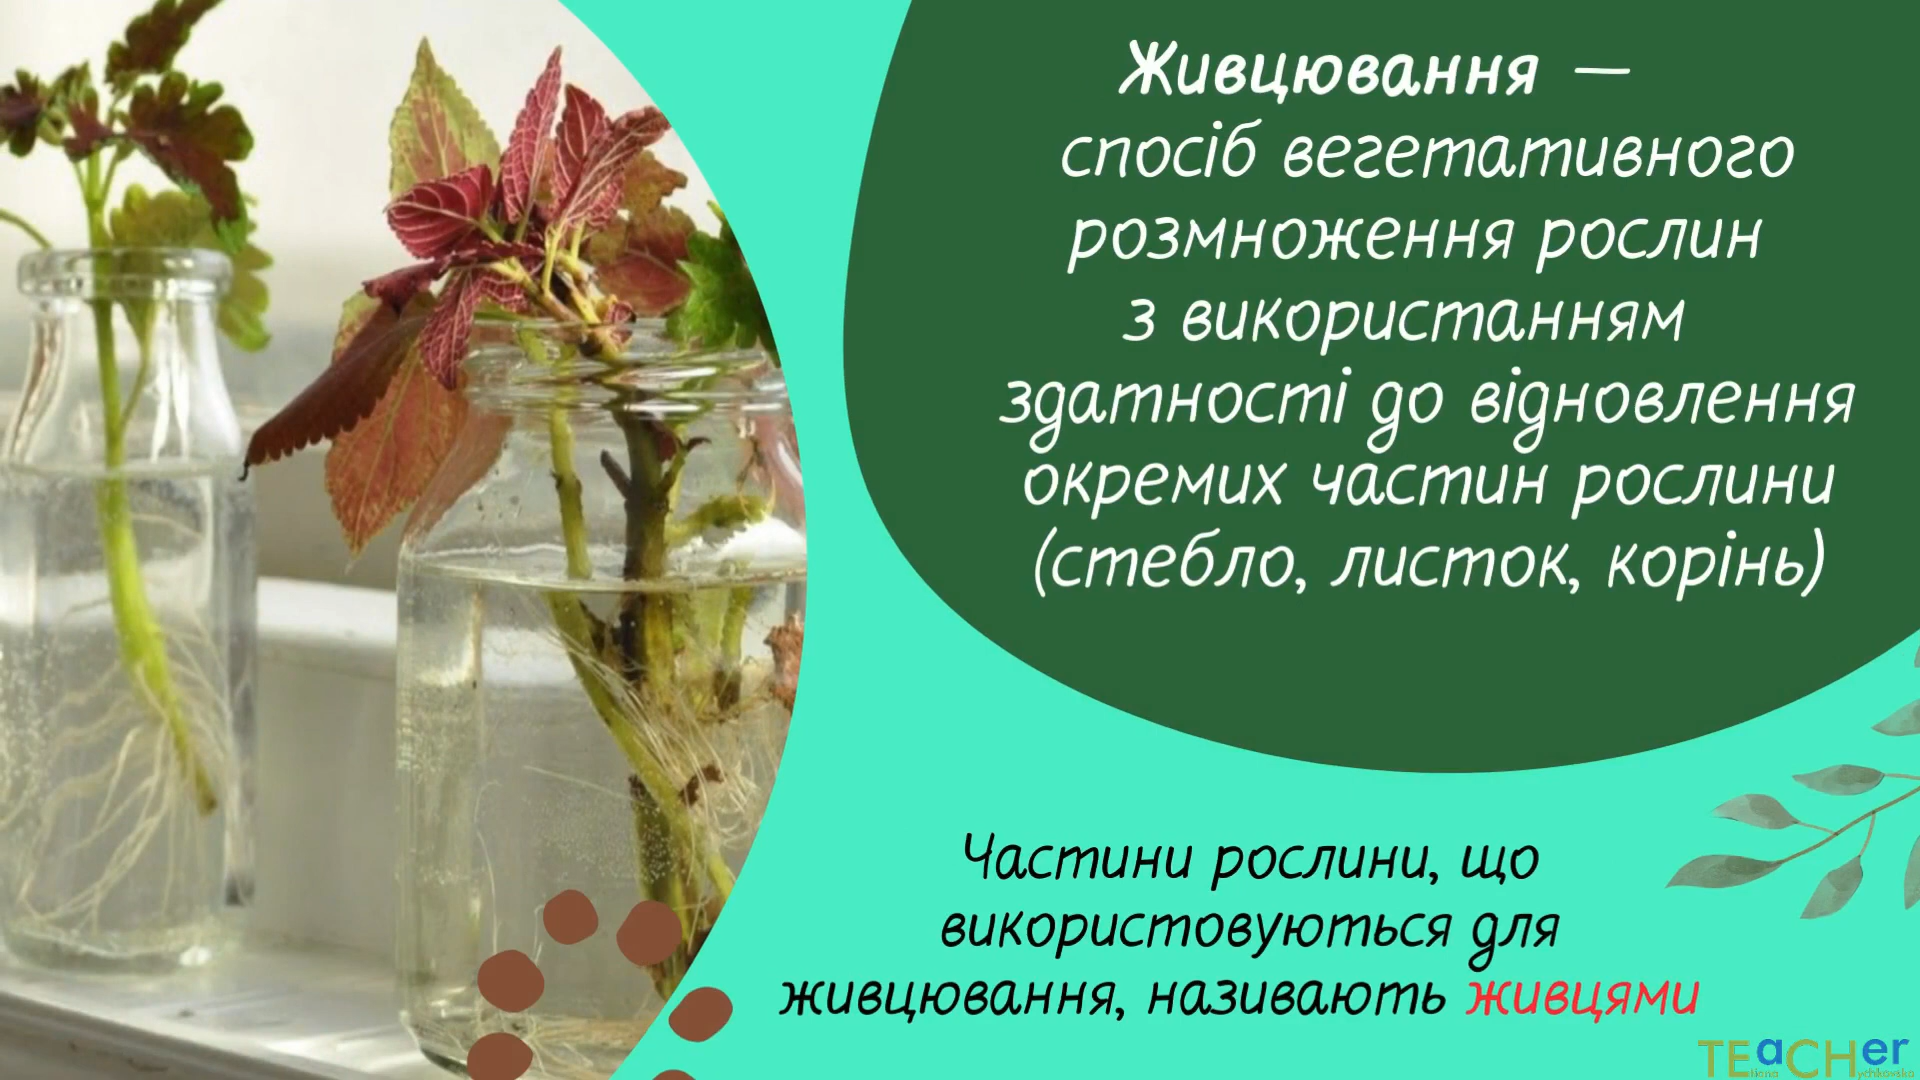 Живцювання —
спосіб вегетативного
розмноження рослин
з використанням
здатності до відновлення
окремих частин рослини
(стебло, листок, корінь)
Частини рослини, що
використовуються для
живцювання, називають живцями
TEaCHer